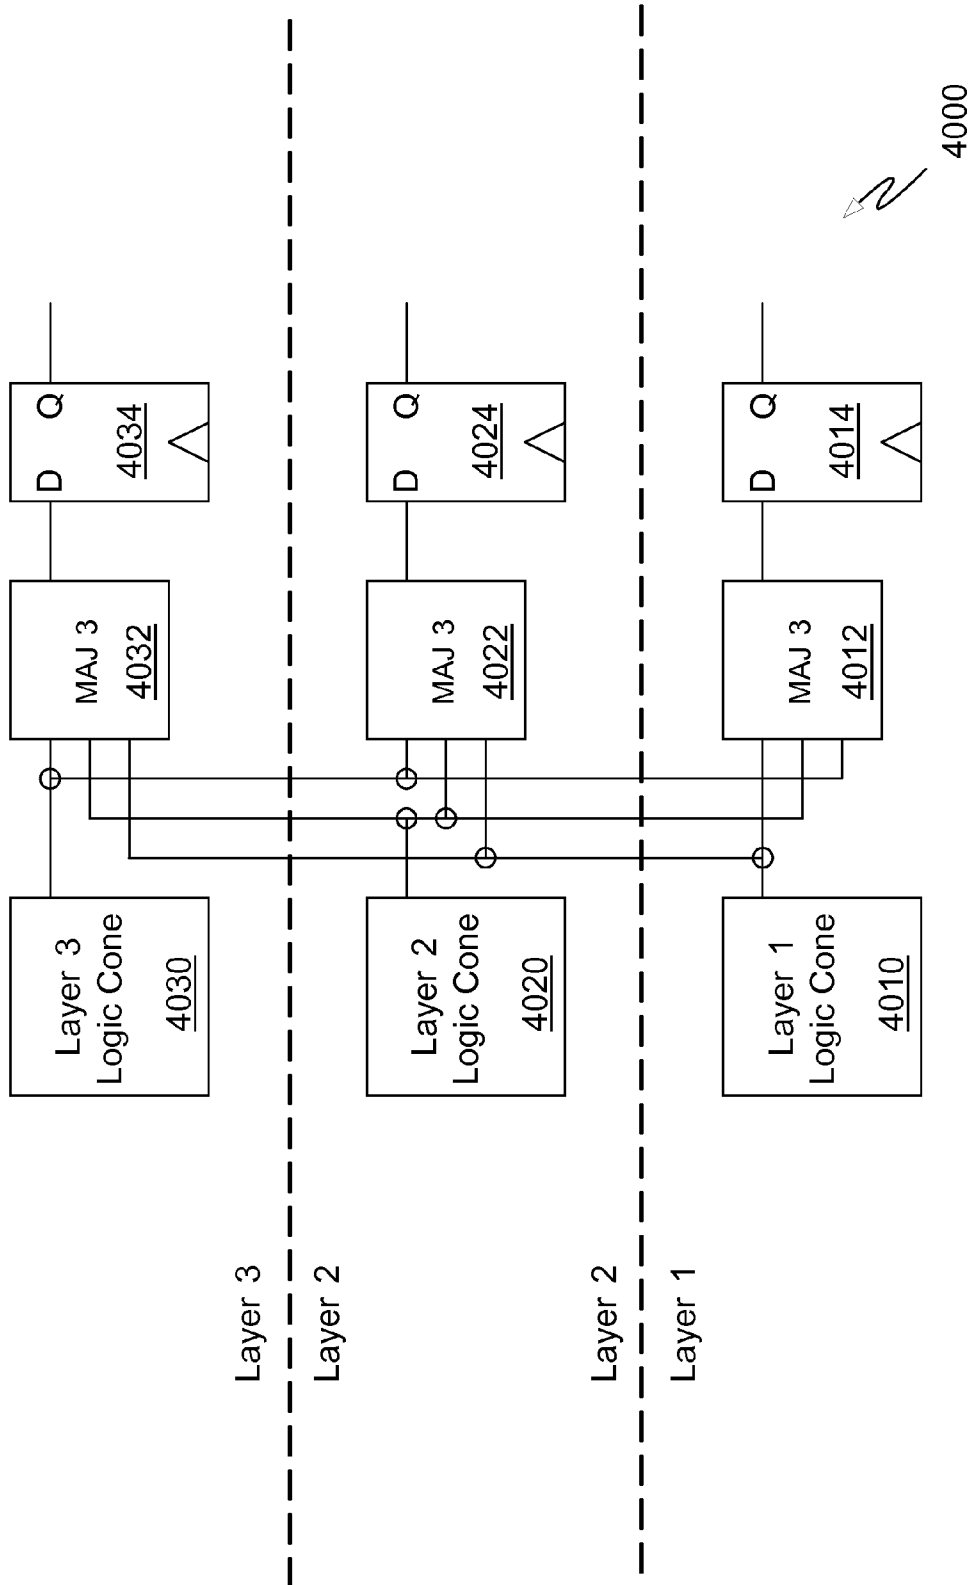 Layer 3
Logic Cone
4030
MAJ 3
4032
D
Q
4034
Layer 3
Layer 2
Layer 2
Logic Cone
4020
MAJ 3
4022
D
Q
4024
Layer 2
Layer 1
Layer 1
Logic Cone
4010
MAJ 3
4012
D
Q
4014
4000